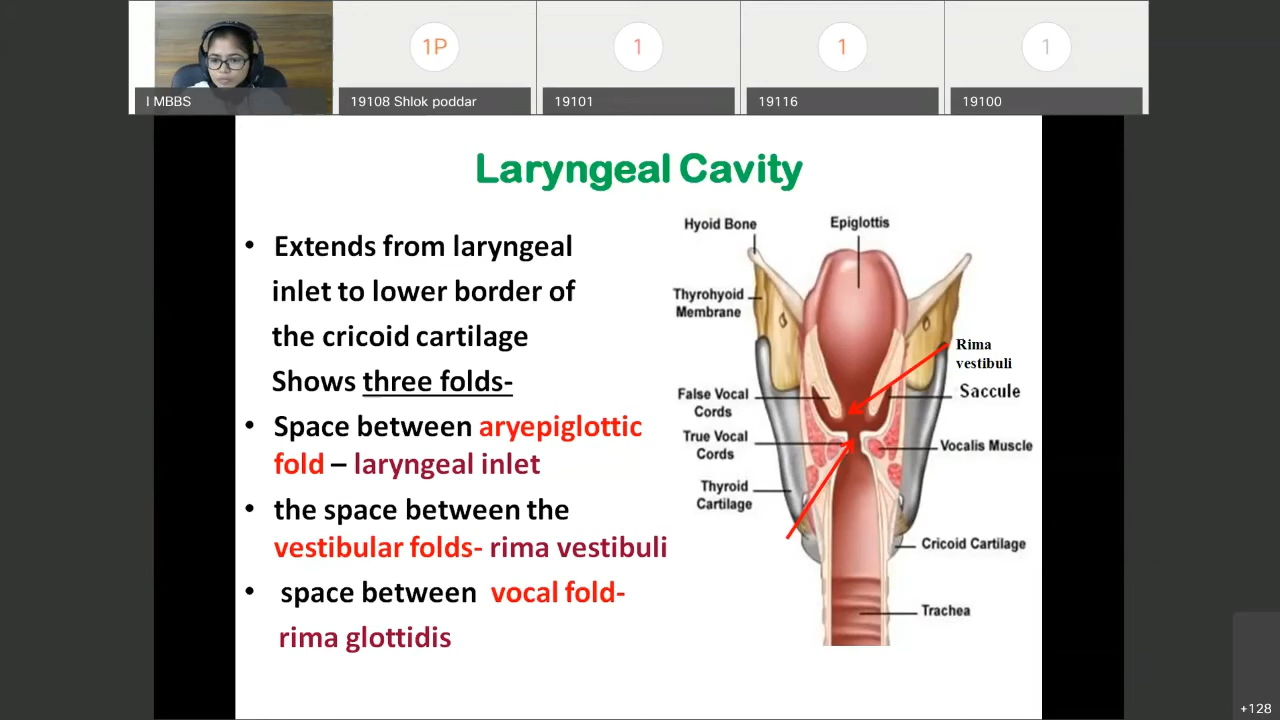 1P
1
1
1
I MBBS
19108 Shlok poddar
19101
19116
19100
Laryngeal Cavity
• Extends from laryngeal
inlet to lower border of
the cricoid cartilage
Shows three folds-
• Space between aryepiglottic
fold – laryngeal inlet
• the space between the
vestibular folds- rima vestibuli
• space between vocal fold-
rima glottidis
Hyoid Bone
Epiglottis
Thyrohyoid
Membrane
Rima
vestibuli
False Vocal
Cords
Saccule
True Vocal
Cords
Vocalis Muscle
Thyroid
Cartilage
Cricoid Cartilage
Trachea
+128